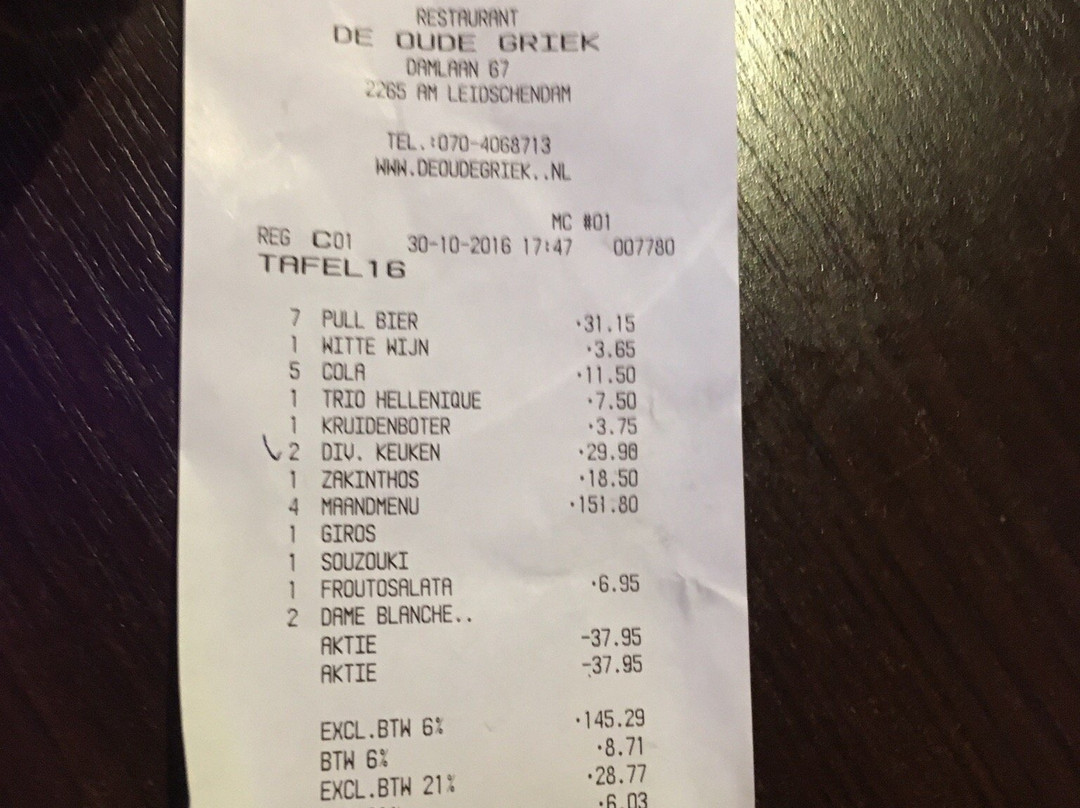 RESTAURANT
DE OUDE GRIEK
DAMLAAN 67
2265 AM LEIDSCHENDAM
TEL.:070-4068713
WWW.DEOUDEGRIEK..NL
MC #01
REG C01 30-10-2016 17:47 007780
TAFEL16
7 PULL BIER ·31.15
1 WITTE WIJN ·3.65
5 COLA ·11.50
1 TRIO HELLENIQUE ·7.50
1 KRUIDENBOTER ·3.75
2 DIV. KEUKEN ·29.90
1 ZAKINTHOS ·18.50
4 MAANDMENU ·151.80
1 GIROS
1 SOUZOUKI
1 FROUTOSALATA ·6.95
2 DAME BLANCHE..
AKTIE -37.95
AKTIE -37.95
EXCL.BTW 6% ·145.29
BTW 6% ·8.71
EXCL.BTW 21% ·28.77
·6.03